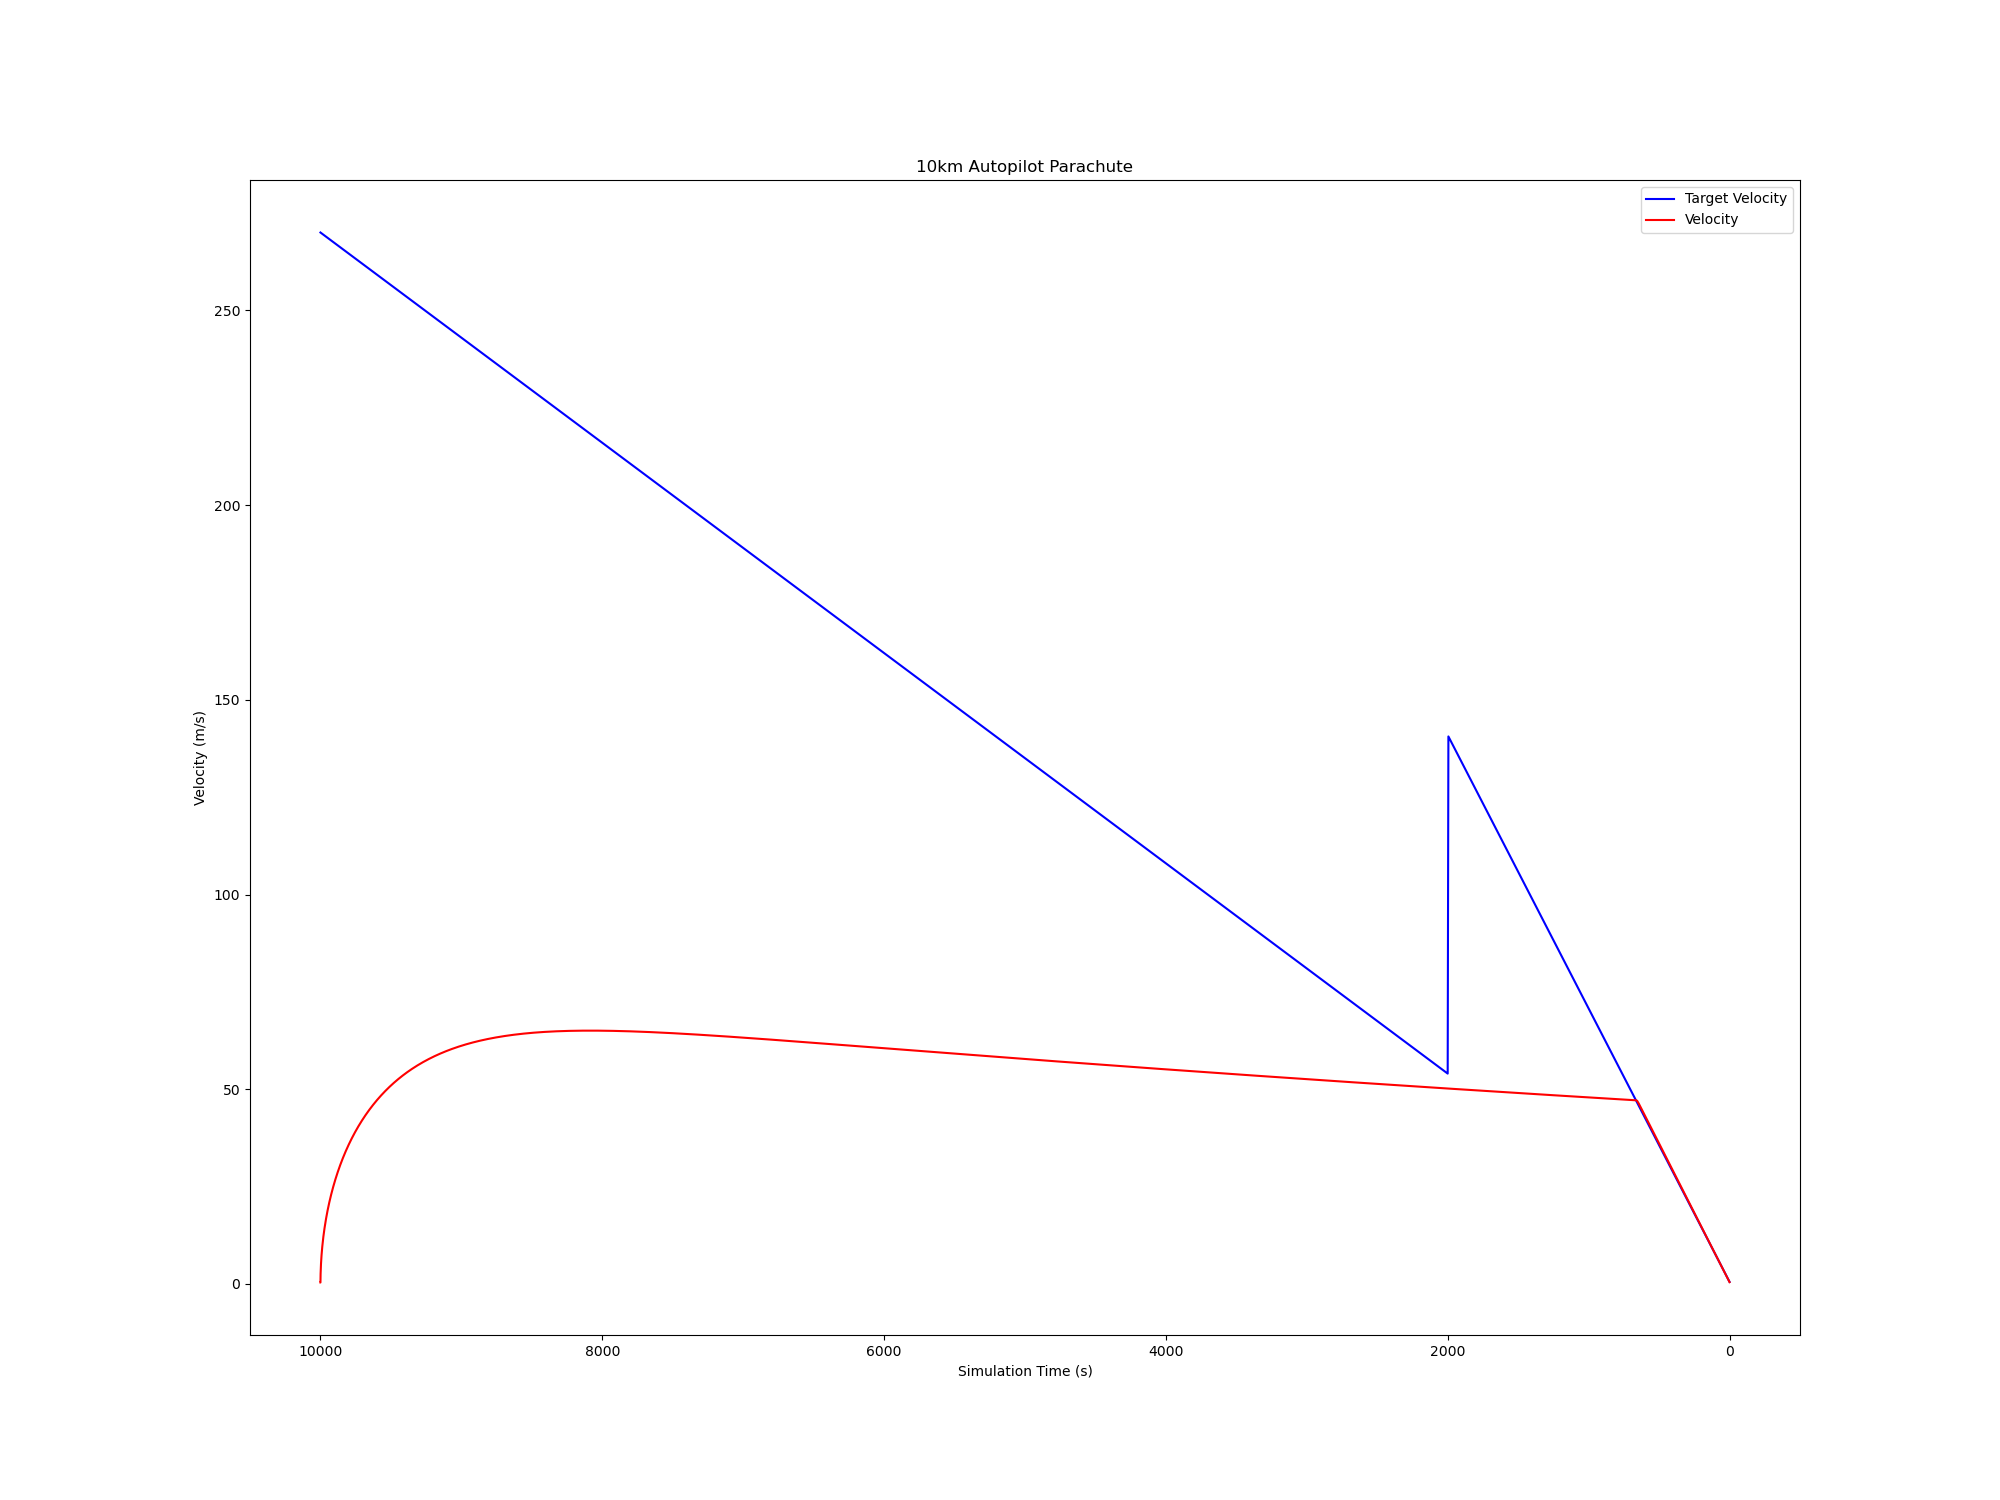 10km Autopilot Parachute
Target Velocity
Velocity
250
200
150
100
50
0
Velocity (m/s)
10000 8000 6000 4000 2000 0
Simulation Time (s)